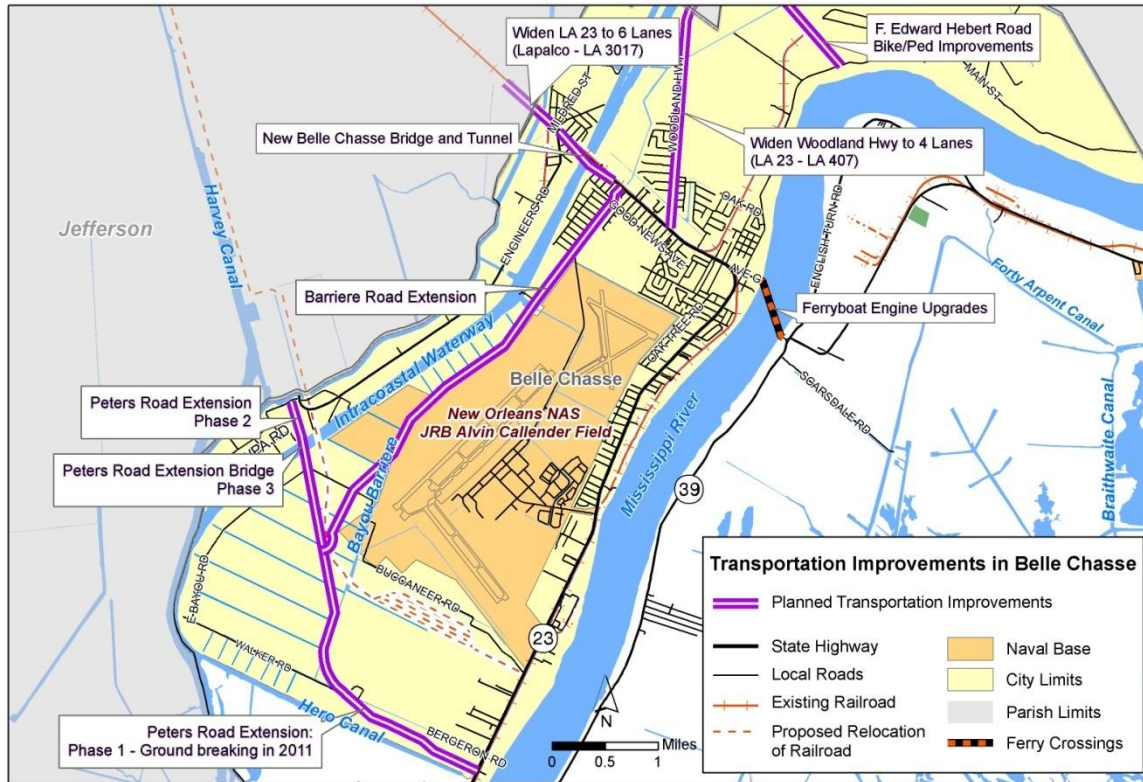 Widen LA 23 to 6 Lanes
(Lapalco - LA 3017)
F. Edward Hebert Road
Bike/Ped Improvements
MAIN ST
MILDRED ST
WOODLAND HWY
New Belle Chasse Bridge and Tunnel
Widen Woodland Hwy to 4 Lanes
(LA 23 - LA 407)
Harvey Canal
Jefferson
ENGINEERS RD
GOOD NEWS AVE
OAK RD
ENGLISH TURN RD
AVE G
Forty Arpent Canal
Barriere Road Extension
Ferryboat Engine Upgrades
OAK TREE RD
Intracoastal Waterway
Belle Chasse
New Orleans NAS
JRB Alvin Callender Field
SCARSDALE RD
Peters Road Extension
Phase 2
Peters Road Extension Bridge
Phase 3
Bayou Barriere
Mississippi River
39
Braithwaite Canal
E-BAYOU RD
BUCCANEER RD
23
WALKER RD
Hero Canal
BERGERON RD
Peters Road Extension:
Phase 1 - Ground breaking in 2011
N
0 0.5 1
Miles
Transportation Improvements in Belle Chasse
Planned Transportation Improvements
State Highway
Local Roads
Existing Railroad
Proposed Relocation
of Railroad
Naval Base
City Limits
Parish Limits
Ferry Crossings